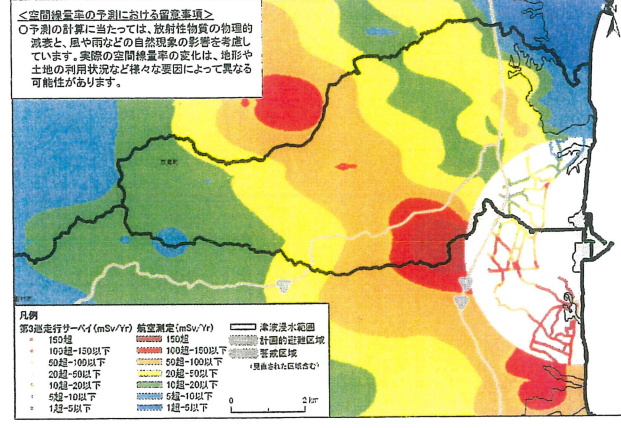 <空間線量率の予測における留意事項>
○予測の計算に当たっては、放射性物質の物理的
減衰と、風や雨などの自然現象の影響を考慮し
ています。実際の空間線量率の変化は、地形や
土地の利用状況など様々な要因によって異なる
可能性があります。
凡例
第3巡走行サーベイ(mSv/Yr) 航空測定(mSv/Yr) 津波浸水範囲
150超 150超 計画的避難区域
100超-150以下 100超-150以下 警戒区域
50超-100以下 50超-100以下 (見直された区域含む)
20超-50以下 20超-50以下
10超-20以下 10超-20以下
5超-10以下 5超-10以下
1超-5以下 1超-5以下
0 2 km